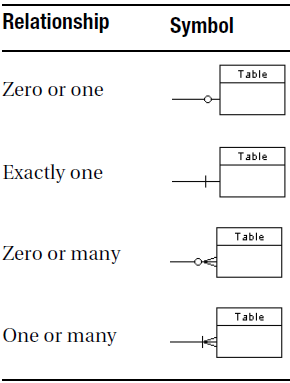 Relationship Symbol
Table
Zero or one
Table
Exactly one
Table
Zero or many
Table
One or many